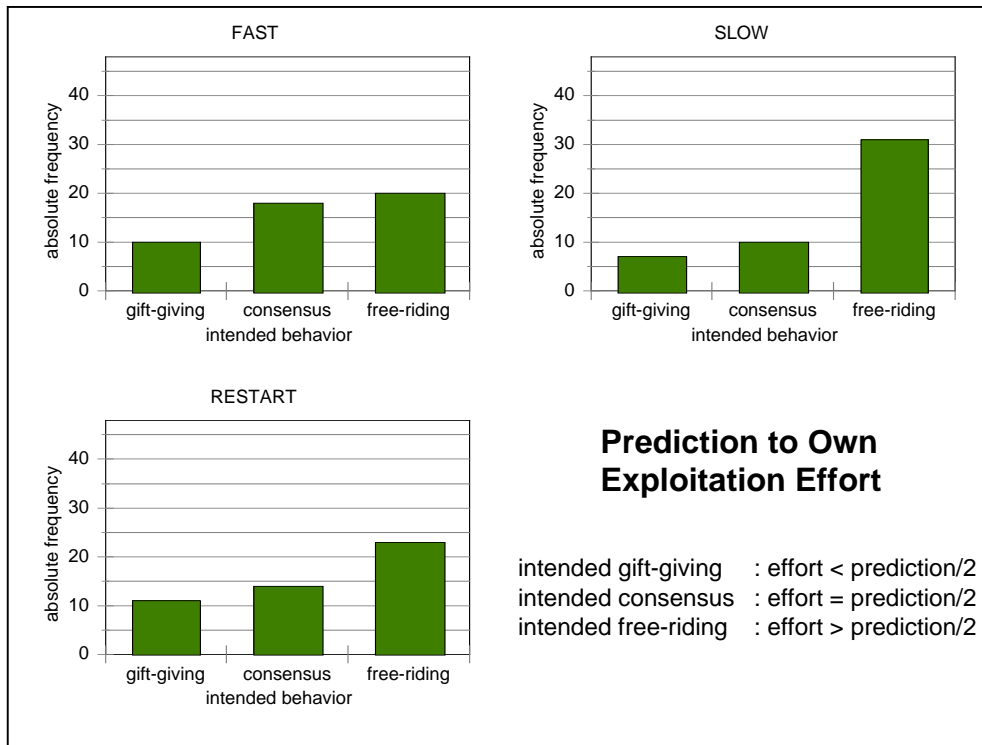 FAST
absolute frequency
40
30
20
10
0
gift-giving consensus free-riding
intended behavior
SLOW
absolute frequency
40
30
20
10
0
gift-giving consensus free-riding
intended behavior
RESTART
absolute frequency
40
30
20
10
0
gift-giving consensus free-riding
intended behavior
Prediction to Own
Exploitation Effort
intended gift-giving : effort < prediction/2
intended consensus : effort = prediction/2
intended free-riding : effort > prediction/2